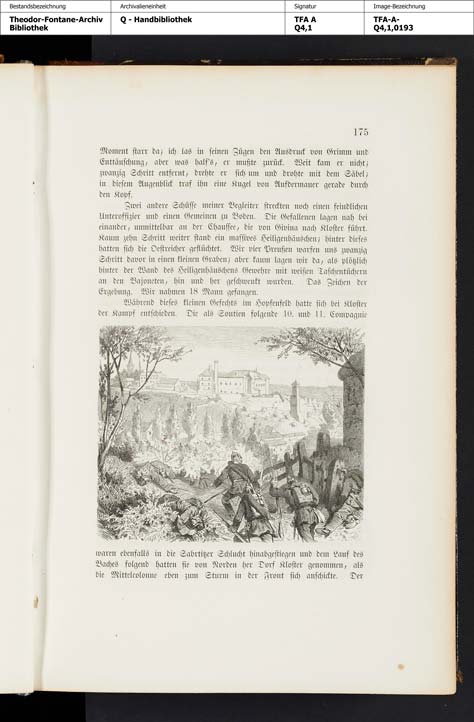 Bestandsbezeichnung
Theodor-Fontane-Archiv
Bibliothek
Archivalieneinheit
Q - Handbibliothek
Signatur
TFA A
Q4,1
Image-Bezeichnung
TFA-A-
Q4,1,0193
175
Moment starr da; ich las in seinen Zügen den Ausdruck von Grimm und
Enttäuschung, aber was half's, er mußte zurück. Weit kam er nicht;
zwanzig Schritt entfernt, drehte er sich um und drohte mit dem Säbel;
in diesem Augenblick traf ihn eine Kugel von Aufdermauer gerade durch
den Kopf.
Zwei andere Schüsse meiner Begleiter streckten noch einen feindlichen
Unteroffizier und einen Gemeinen zu Boden. Die Gefallenen lagen nah bei
einander, unmittelbar an der Chaussee, die von Givina nach Kloster führt.
Kaum zehn Schritt weiter stand ein massives Heiligenhäuschen; hinter dieses
hatten sich die Oestreicher geflüchtet. Wir vier Preußen warfen uns zwanzig
Schritt davor in einen kleinen Graben; aber kaum lagen wir da, als plötzlich
hinter der Wand des Heiligenhäuschens Gewehre mit weißen Taschentüchern
an den Bajoneten, hin und her geschwenkt wurden. Das Zeichen der
Ergebung. Wir nahmen 18 Mann gefangen.
Während dieses kleinen Gefechts im Hopfenfeld hatte sich bei Kloster
der Kampf entschieden. Die als Soutien folgende 10. und 11. Compagnie
waren ebenfalls in die Sabrtitzer Schlucht hinabgestiegen und dem Lauf des
Baches folgend hatten sie von Norden her Dorf Kloster genommen, als
die Mittelcolonne eben zum Sturm in der Front sich anschickte. Der